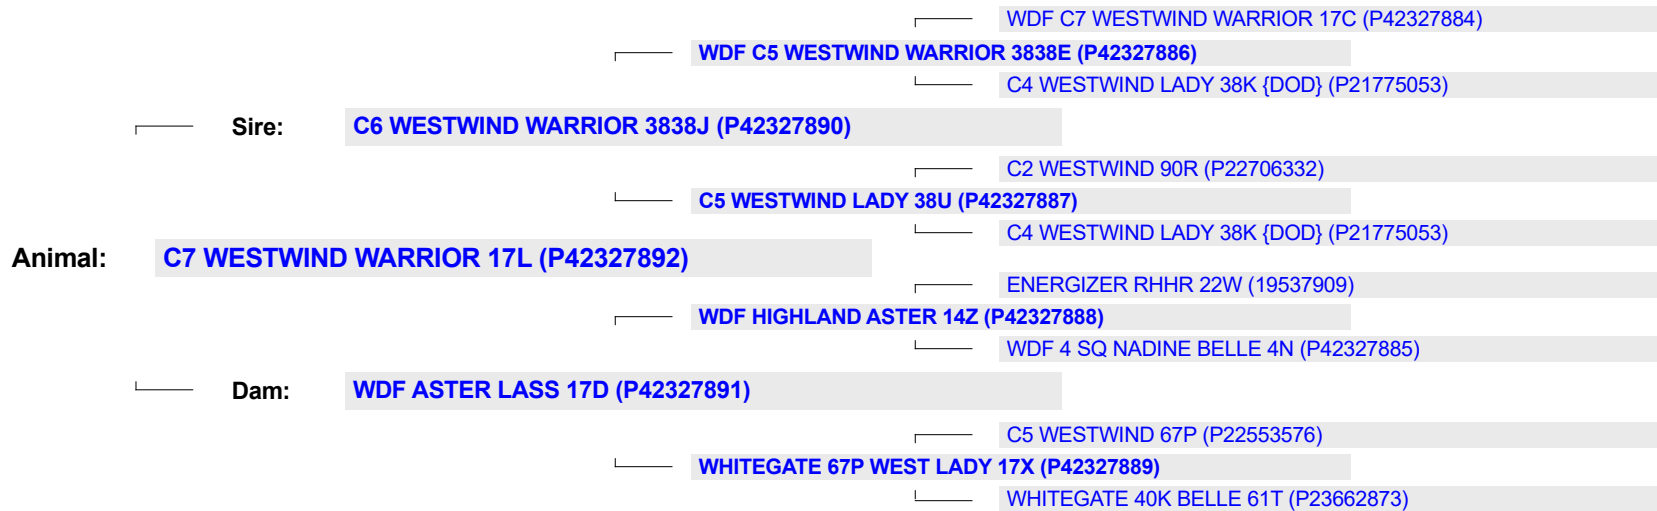 WDF C7 WESTWIND WARRIOR 17C (P42327884)
WDF C5 WESTWIND WARRIOR 3838E (P42327886)
C4 WESTWIND LADY 38K {DOD} (P21775053)
Sire: C6 WESTWIND WARRIOR 3838J (P42327890)
C2 WESTWIND 90R (P22706332)
C5 WESTWIND LADY 38U (P42327887)
C4 WESTWIND LADY 38K {DOD} (P21775053)
Animal: C7 WESTWIND WARRIOR 17L (P42327892)
ENERGIZER RHHR 22W (19537909)
WDF HIGHLAND ASTER 14Z (P42327888)
WDF 4 SQ NADINE BELLE 4N (P42327885)
Dam: WDF ASTER LASS 17D (P42327891)
C5 WESTWIND 67P (P22553576)
WHITEGATE 67P WEST LADY 17X (P42327889)
WHITEGATE 40K BELLE 61T (P23662873)